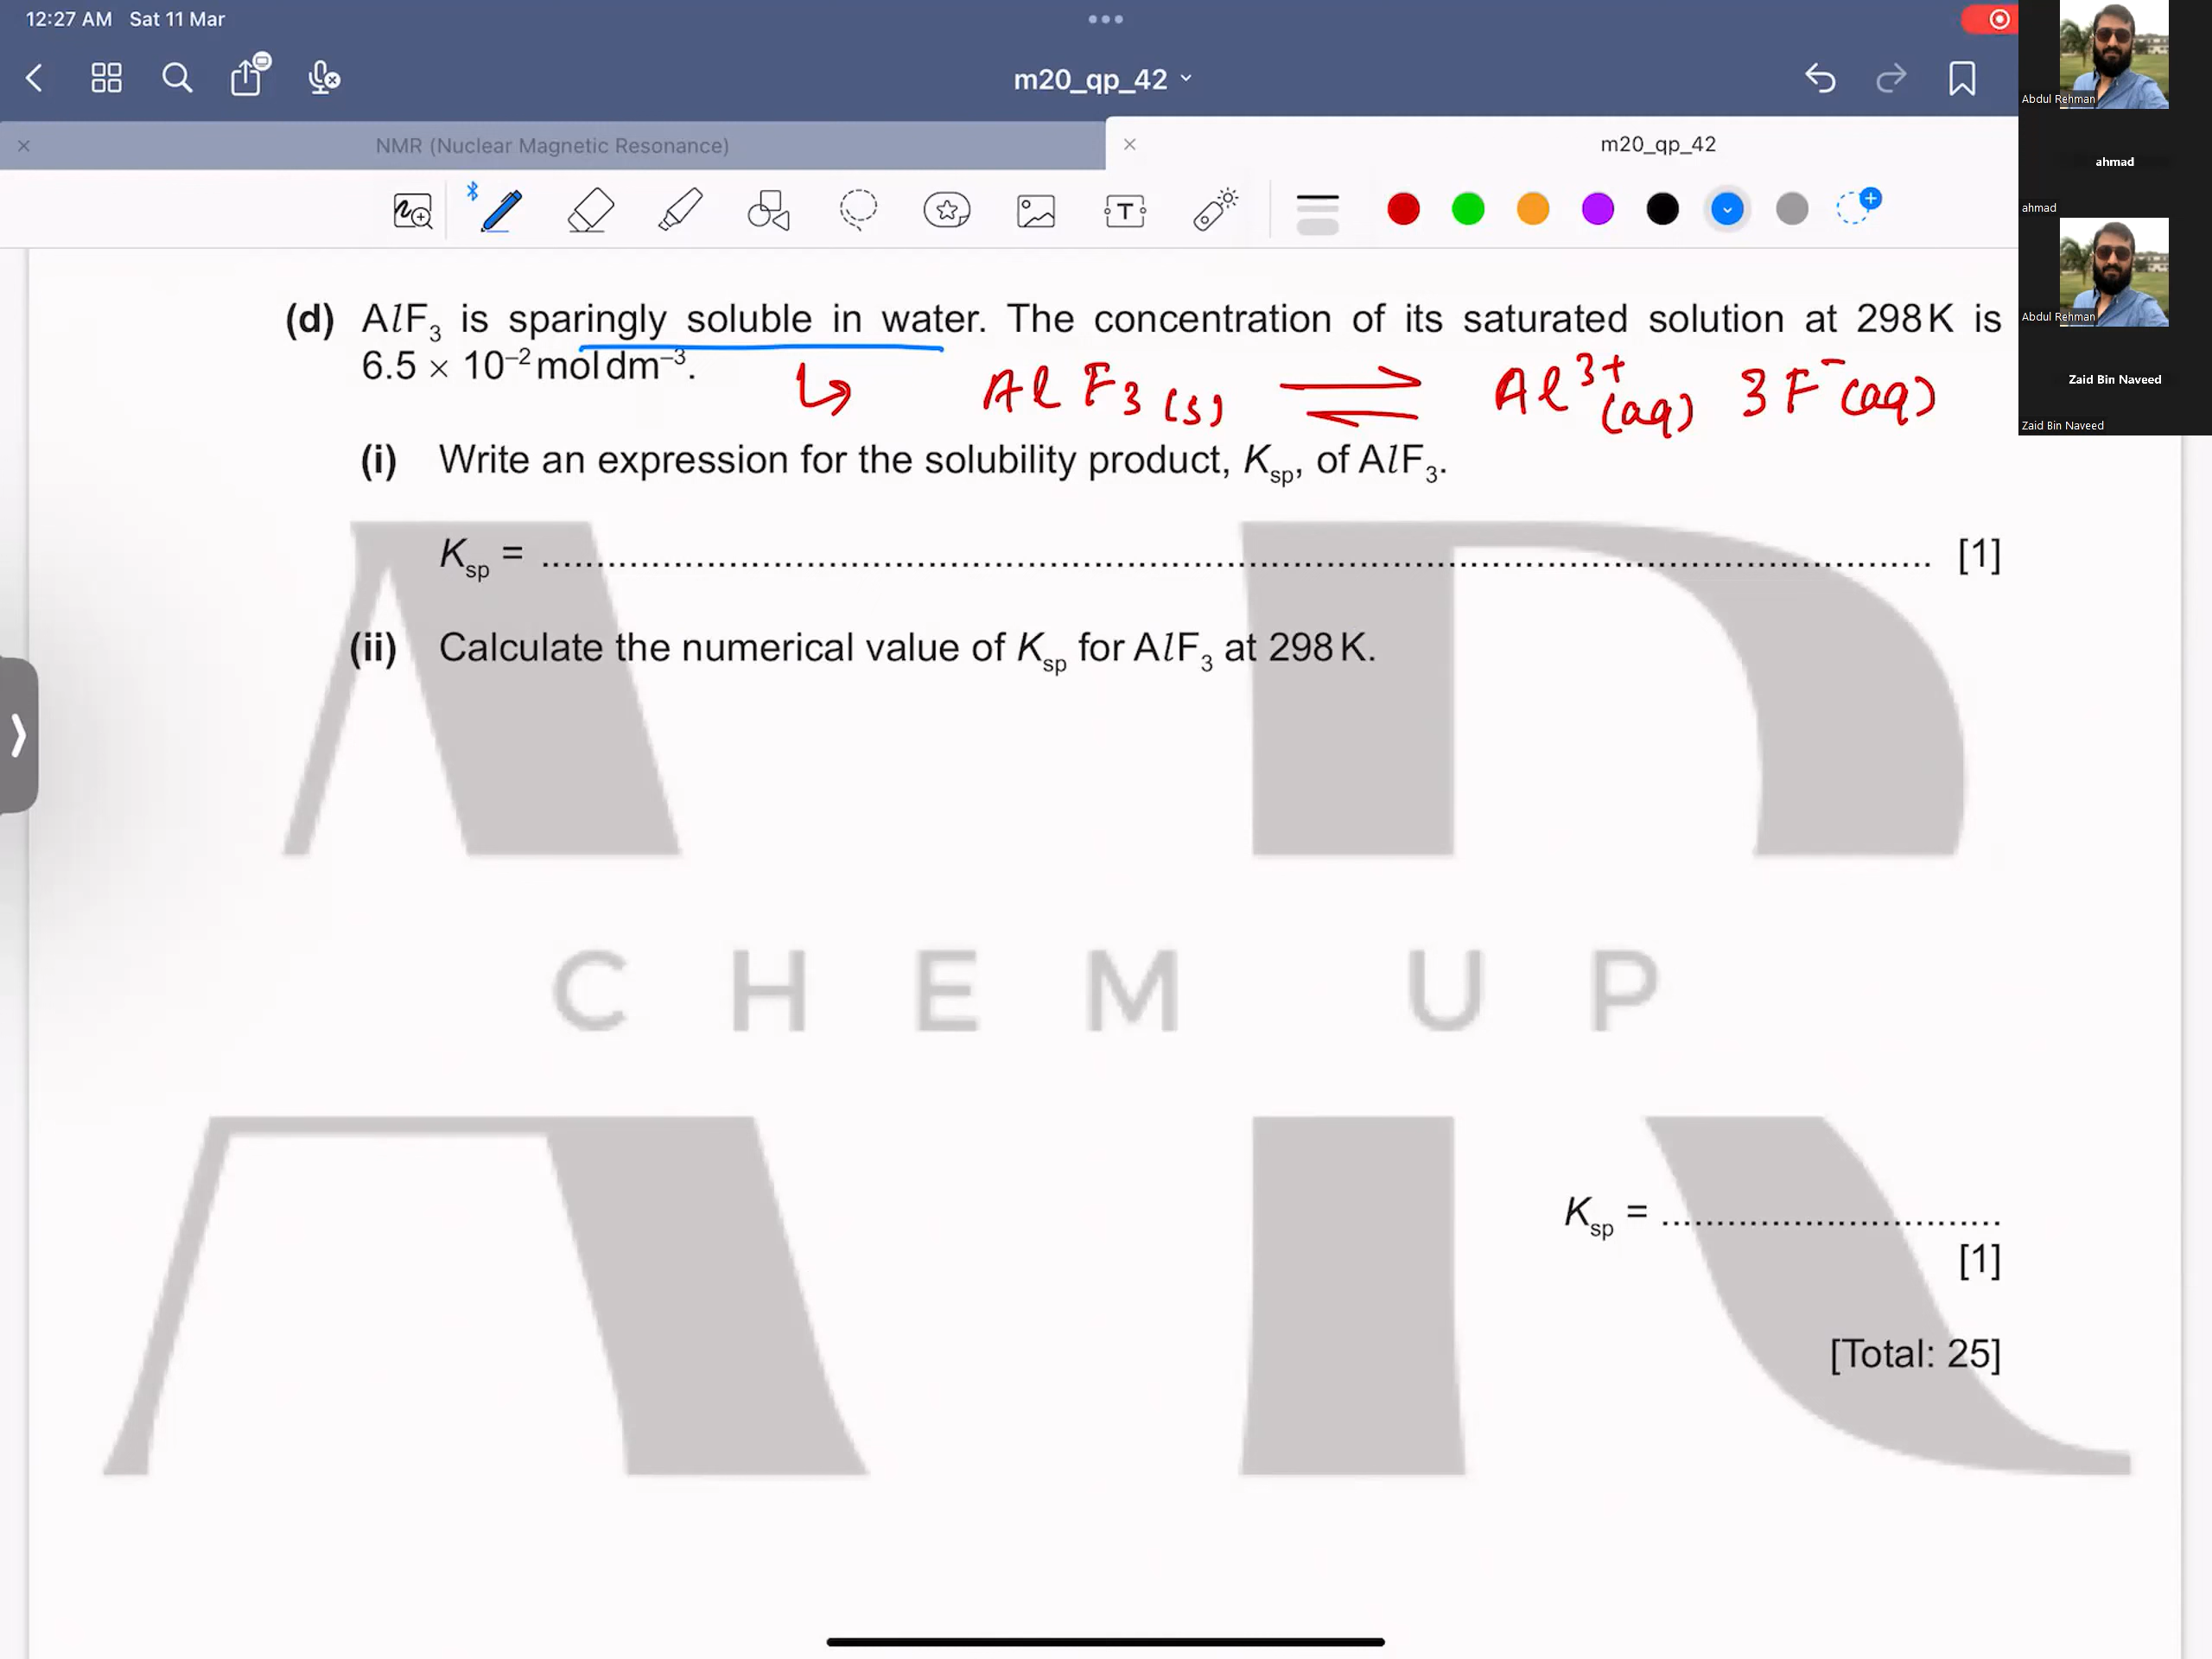 12:27 AM Sat 11 Mar
m20_qp_42
NMR (Nuclear Magnetic Resonance)
m20_qp_42
Abdul Rehman
ahmad
ahmad
Abdul Rehman
Zaid Bin Naveed
Zaid Bin Naveed
(d) AlF₃ is sparingly soluble in water. The concentration of its saturated solution at 298 K is
6.5 × 10⁻² mol dm⁻³.
AlF₃(s) ⇌ Al³⁺(aq) 3F⁻(aq)
(i) Write an expression for the solubility product, Kₛₚ, of AlF₃.
Kₛₚ = .......................................................................................... [1]
(ii) Calculate the numerical value of Kₛₚ for AlF₃ at 298 K.
CHEM UP
Kₛₚ = ..............................
[1]
[Total: 25]
A R